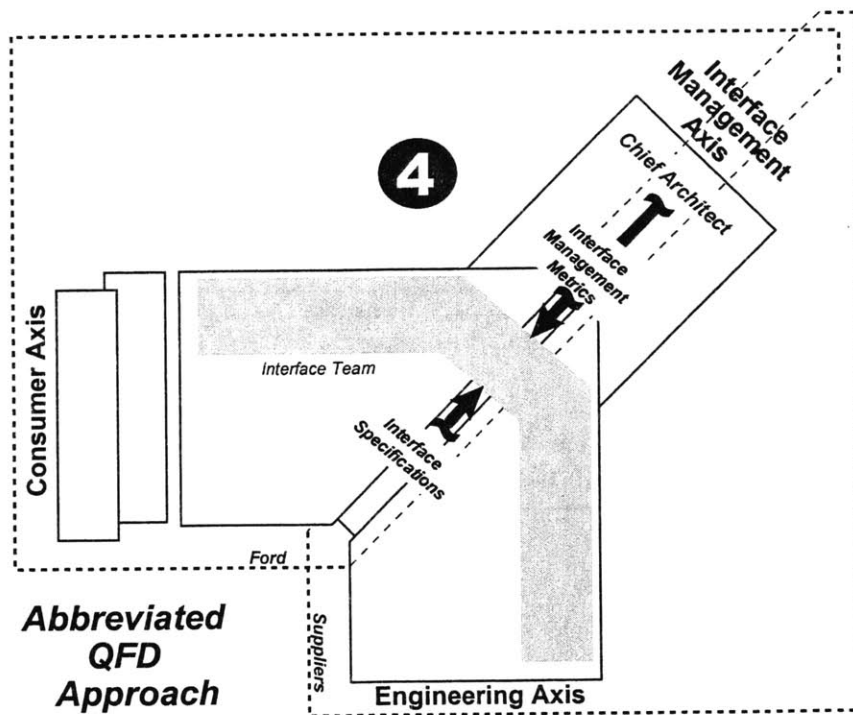 Interface
Management
Axis
Chief Architect
4
Interface
Management
Metrics
Consumer Axis
Interface Team
Interface
Specifications
Ford
Suppliers
Abbreviated
QFD
Approach
Engineering Axis